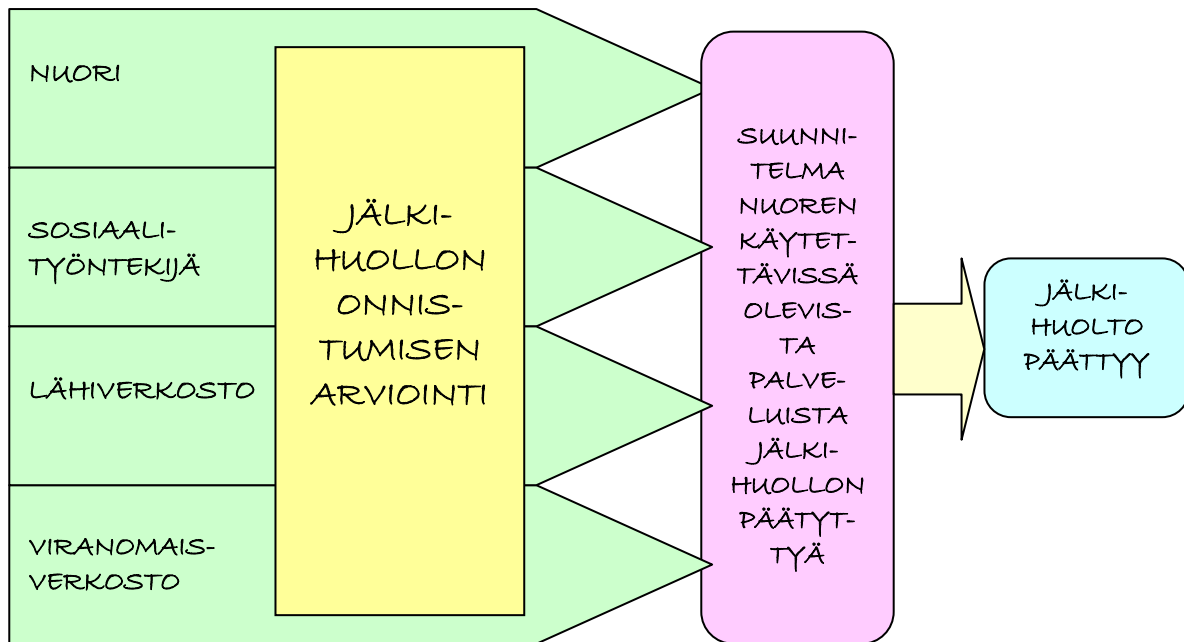 NUORI
SOSIAALI-
TYÖNTEKIJÄ
LÄHIVERKOSTO
VIRANOMAIS-
VERKOSTO
JÄLKI-
HUOLLON
ONNIS-
TUMISEN
ARVIOINTI
SUUNNI-
TELMA
NUOREN
KÄYTET-
TÄVISSÄ
OLEVIS-
TA
PALVE-
LUISTA
JÄLKI-
HUOLLON
PÄÄTYT-
TYÄ
JÄLKI-
HUOLTO
PÄÄTTYY